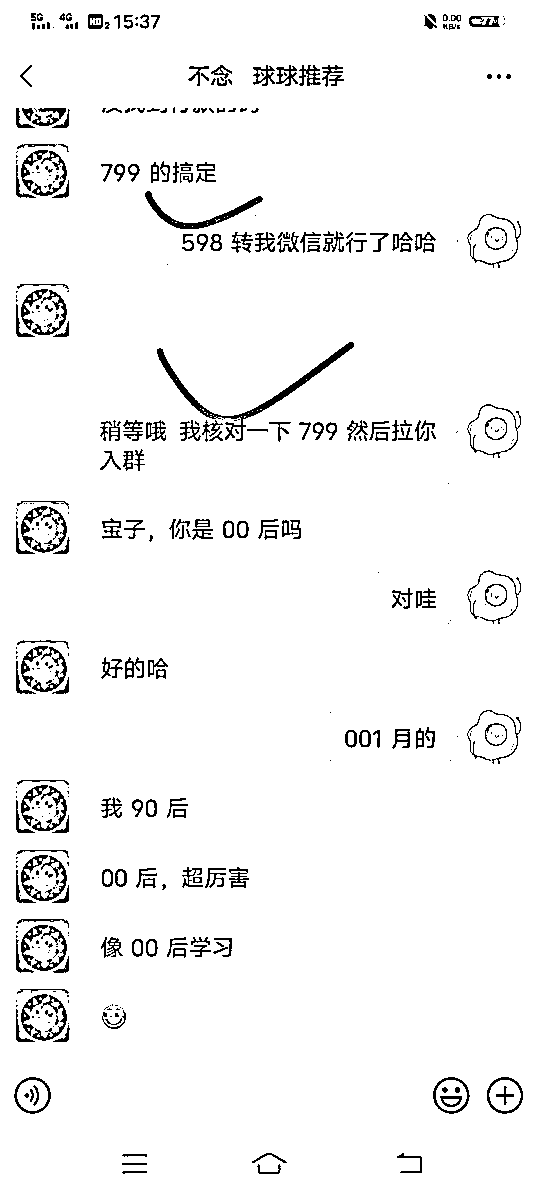 5G 4G HD 2 15:37 0.00 KB/s 27
不念 球球推荐
799 的搞定
598 转我微信就行了哈哈
稍等哦 我核对一下 799 然后拉你
入群
宝子，你是 00 后吗
对哇
好的哈
001 月的
我 90 后
00 后，超厉害
像 00 后学习